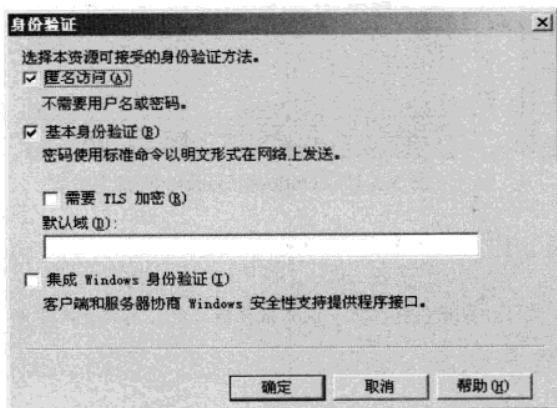 身份验证
选择本资源可接受的身份验证方法。
匿名访问(A)
不需要用户名或密码。
基本身份验证(B)
密码使用标准命令以明文形式在网络上发送。
需要 TLS 加密(R)
默认域(D):
集成 Windows 身份验证(I)
客户端和服务器协商 Windows 安全性支持提供程序接口。
确定
取消
帮助(H)